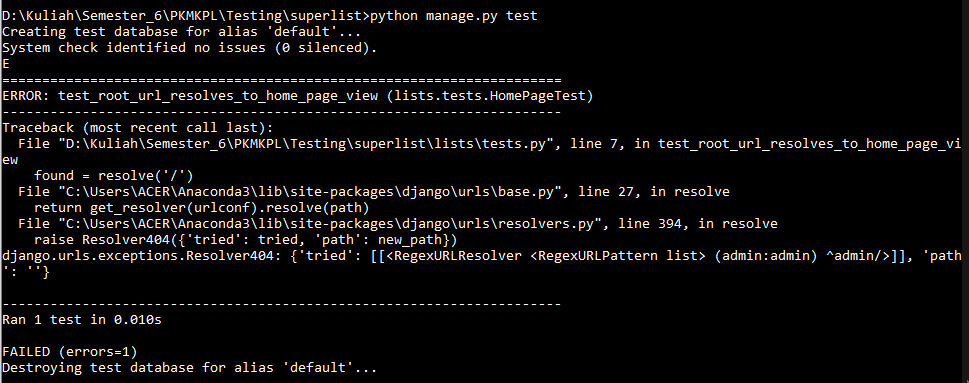 D:\Kuliah\Semester_6\PKMKPL\Testing\superlist>python manage.py test
Creating test database for alias 'default'...
System check identified no issues (0 silenced).
E
======================================================================
ERROR: test_root_url_resolves_to_home_page_view (lists.tests.HomePageTest)
----------------------------------------------------------------------
Traceback (most recent call last):
  File "D:\Kuliah\Semester_6\PKMKPL\Testing\superlist\lists\tests.py", line 7, in test_root_url_resolves_to_home_page_vi
ew
    found = resolve('/')
  File "C:\Users\ACER\Anaconda3\lib\site-packages\django\urls\base.py", line 27, in resolve
    return get_resolver(urlconf).resolve(path)
  File "C:\Users\ACER\Anaconda3\lib\site-packages\django\urls\resolvers.py", line 394, in resolve
    raise Resolver404({'tried': tried, 'path': new_path})
django.urls.exceptions.Resolver404: {'tried': [[<RegexURLResolver <RegexURLPattern list> (admin:admin) ^admin/>]], 'path
': ''}
----------------------------------------------------------------------
Ran 1 test in 0.010s
FAILED (errors=1)
Destroying test database for alias 'default'...